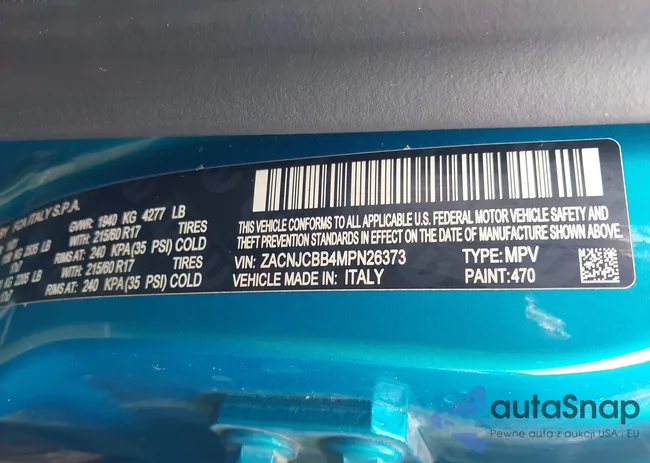 FCA ITALY S.P.A.
GVWR: 1940 KG 4277 LB
LB WITH: 215/60 R17 TIRES
RIMS AT: 240 KPA(35 PSI) COLD
LB WITH: 215/60 R17 TIRES
RIMS AT: 240 KPA(35 PSI) COLD
THIS VEHICLE CONFORMS TO ALL APPLICABLE U.S. FEDERAL MOTOR VEHICLE SAFETY AND
THEFT PREVENTION STANDARDS IN EFFECT ON THE DATE OF MANUFACTURE SHOWN ABOVE.
VIN: ZACNJCBB4MPN26373 TYPE: MPV
VEHICLE MADE IN: ITALY PAINT: 470
autaSnap
Pewne auta z aukcji USA i EU